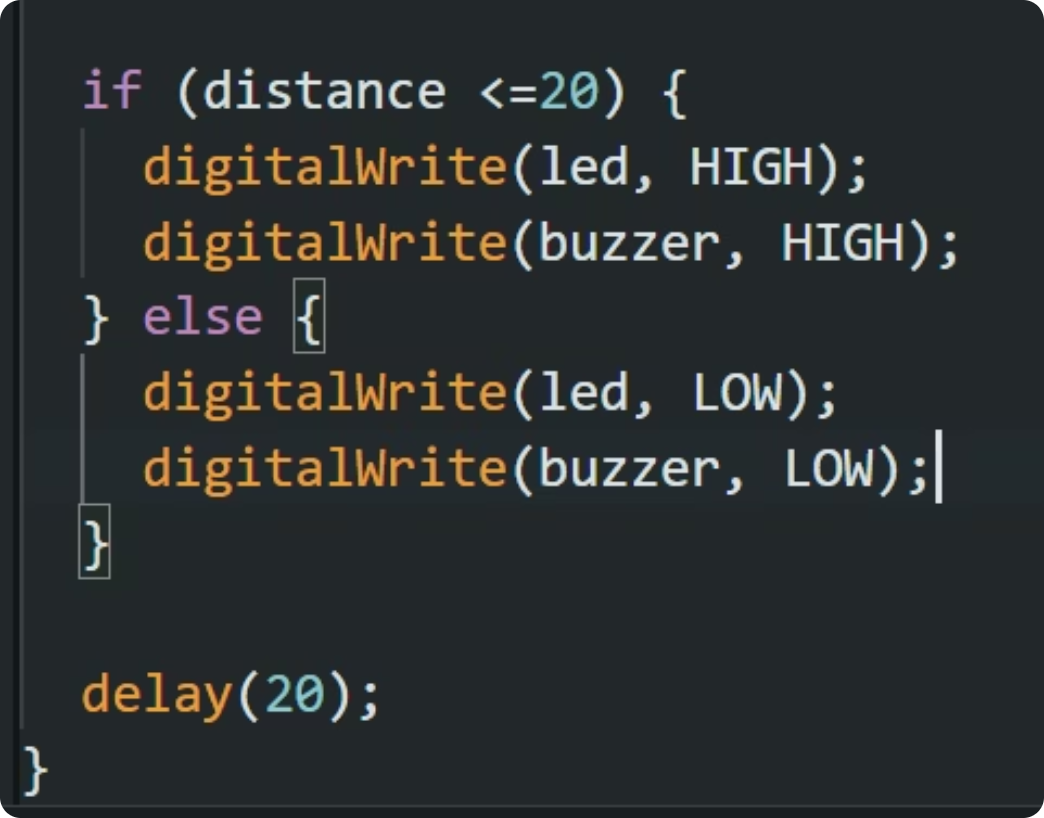 if (distance <=20) {
digitalWrite(led, HIGH);
digitalWrite(buzzer, HIGH);
} else {
digitalWrite(led, LOW);
digitalWrite(buzzer, LOW);
}
delay(20);
}